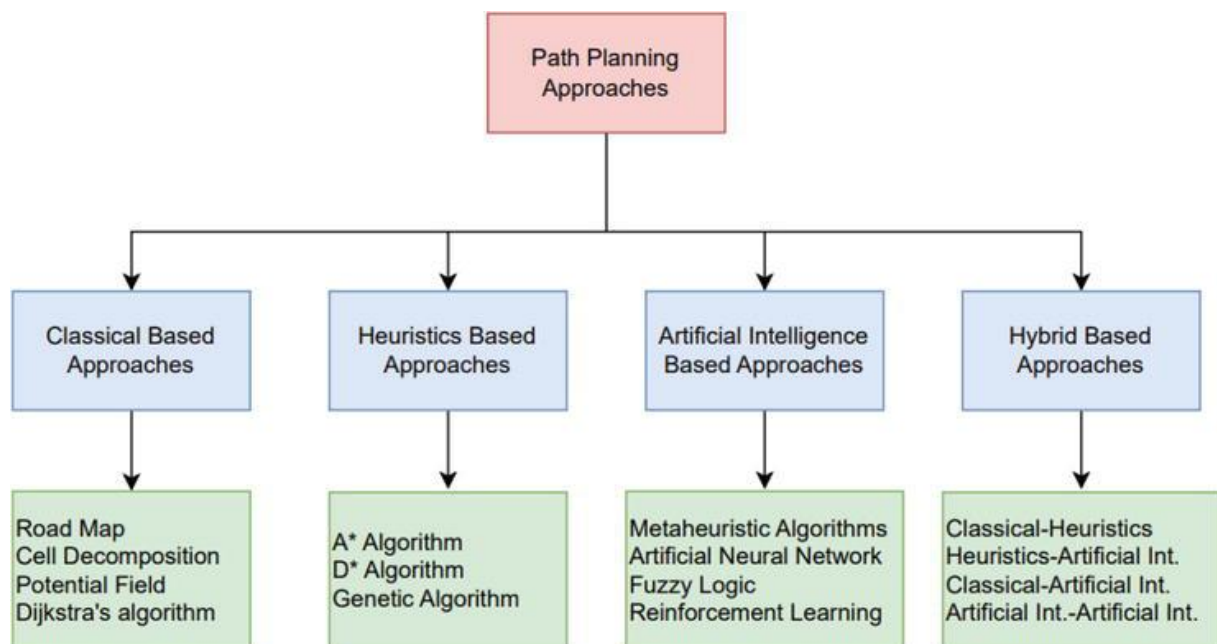 Path Planning
Approaches
Classical Based
Approaches
Heuristics Based
Approaches
Artificial Intelligence
Based Approaches
Hybrid Based
Approaches
Road Map
Cell Decomposition
Potential Field
Dijkstra's algorithm
A* Algorithm
D* Algorithm
Genetic Algorithm
Metaheuristic Algorithms
Artificial Neural Network
Fuzzy Logic
Reinforcement Learning
Classical-Heuristics
Heuristics-Artificial Int.
Classical-Artificial Int.
Artificial Int.-Artificial Int.